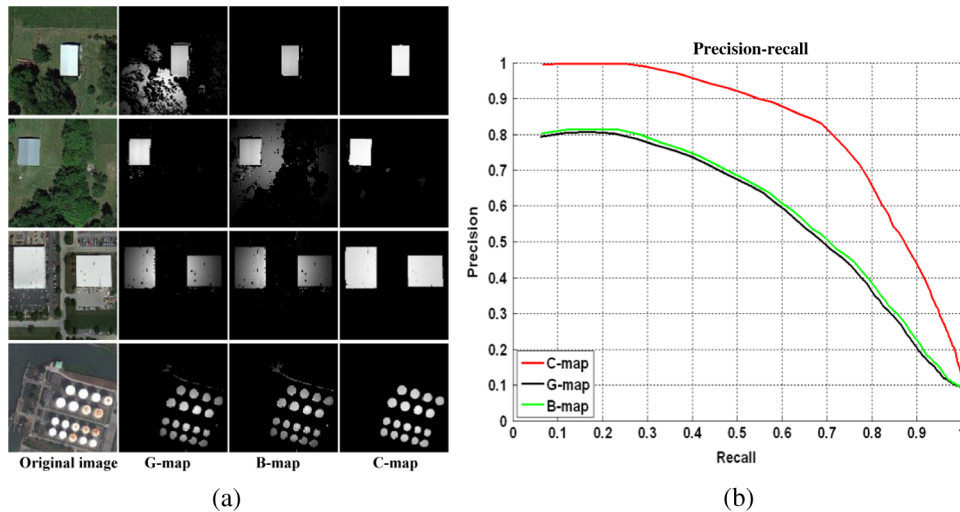 Original image G-map B-map C-map
(a)
Precision-recall
Precision
1
0.9
0.8
0.7
0.6
0.5
0.4
0.3
0.2
0.1
0
C-map
G-map
B-map
0 0.1 0.2 0.3 0.4 0.5 0.6 0.7 0.8 0.9 1
Recall
(b)